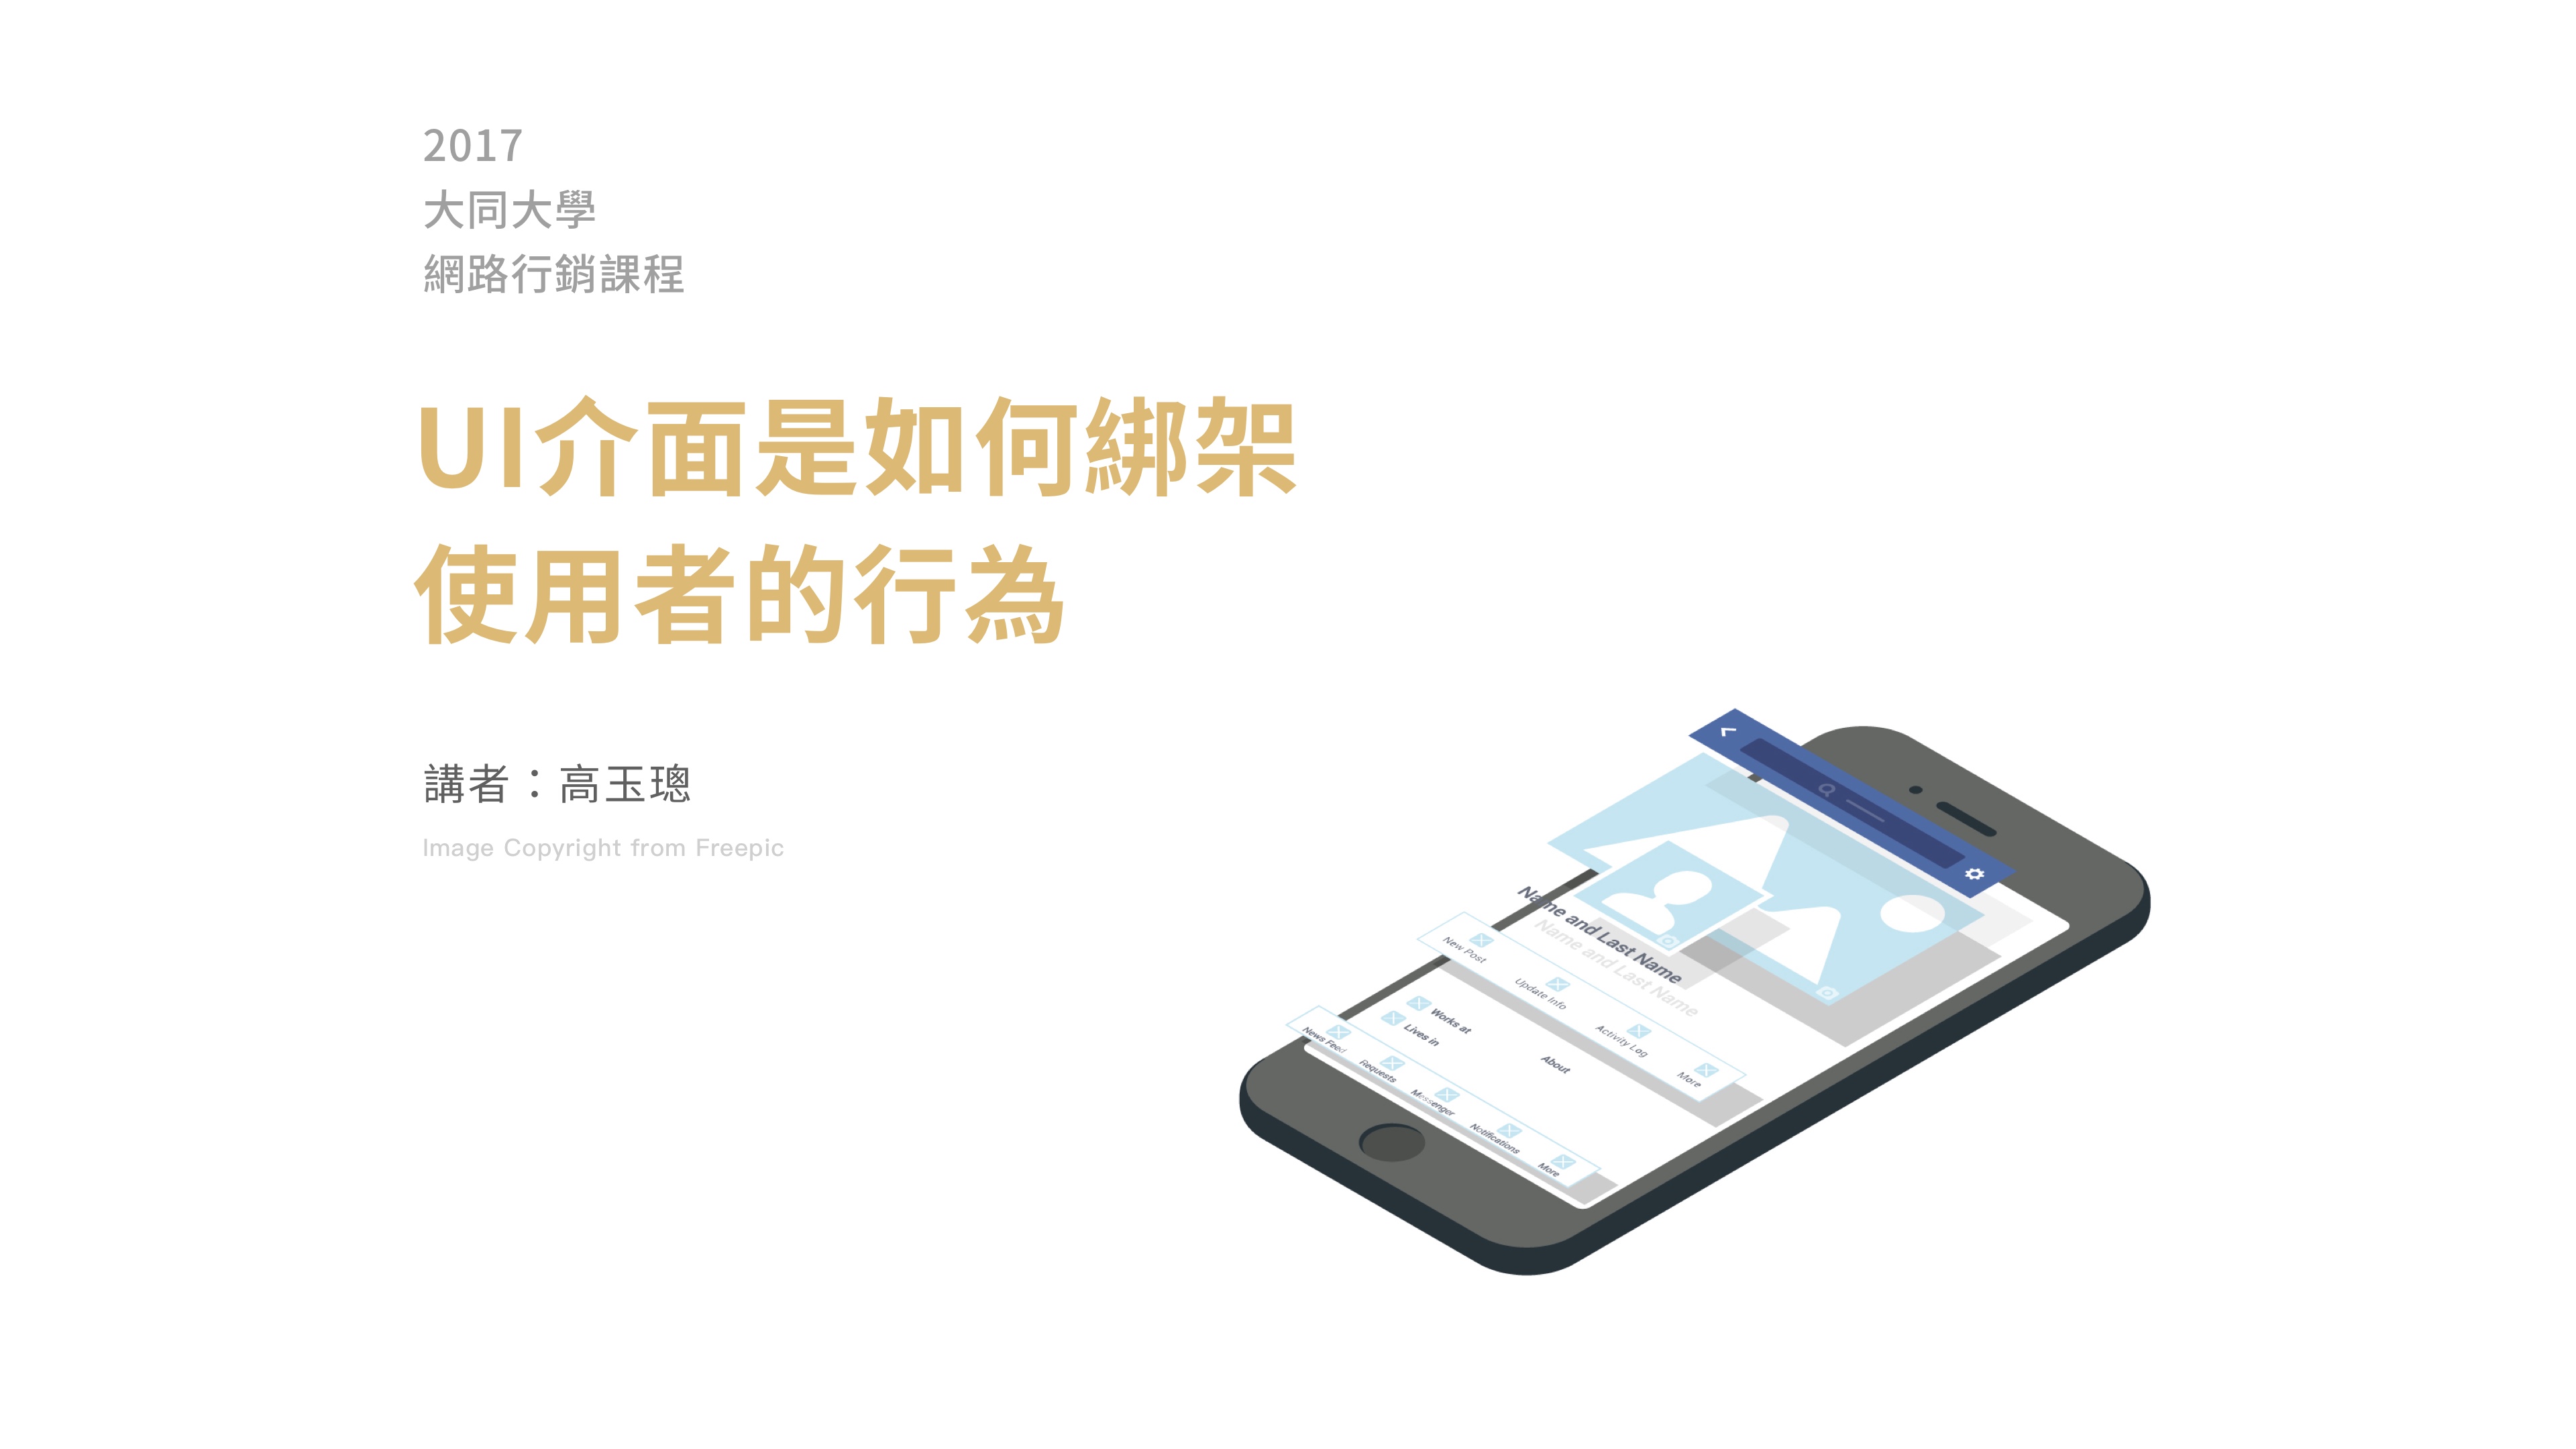 2017
大同大學
網路行銷課程
UI介面是如何綁架
使用者的行為
講者：高玉璁
Image Copyright from Freepic
Name and Last Name
Name and Last Name
New Post
Update Info
Activity Log
More
Works at
Lives in
About
News Feed
Requests
Messenger
Notifications
More